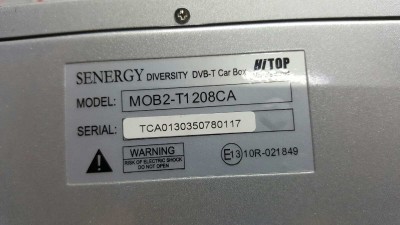 SENERGY DIVERSITY DVB-T Car Box HiTOP
MODEL: MOB2-T1208CA
SERIAL: TCA0130350780117
WARNING
RISK OF ELECTRIC SHOCK
DO NOT OPEN
E13 10R-021849